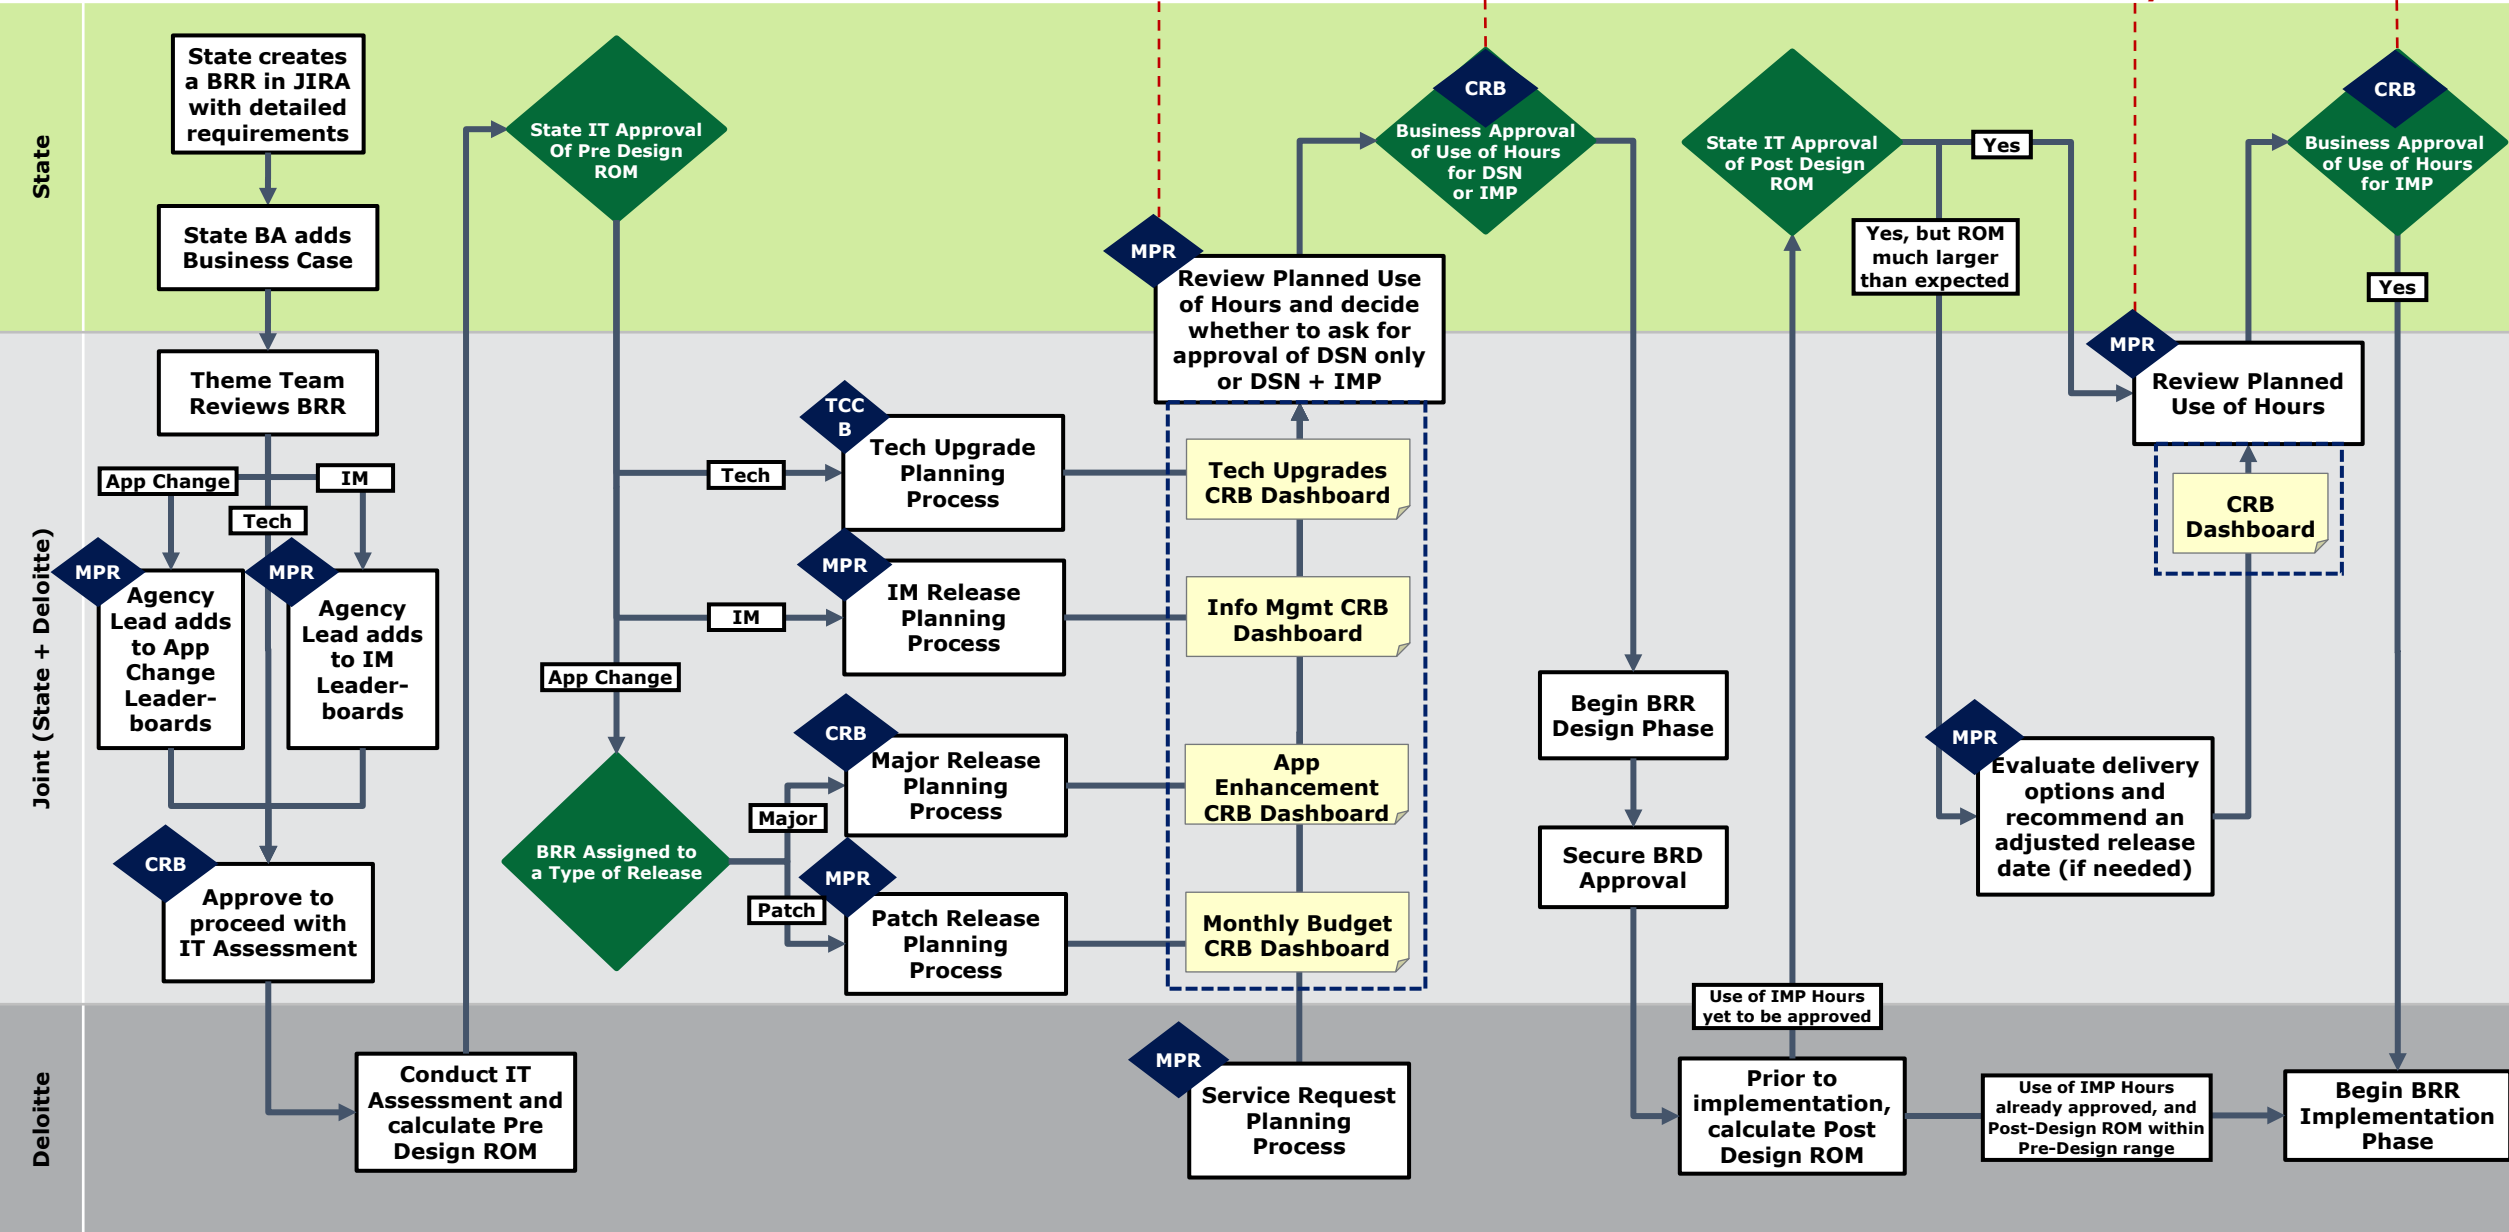 State
State creates
a BRR in JIRA
with detailed
requirements
State BA adds
Business Case
State IT Approval
Of Pre Design
ROM
MPR
Review Planned Use
of Hours and decide
whether to ask for
approval of DSN only
or DSN + IMP
CRB
Business Approval
of Use of Hours
for DSN
or IMP
State IT Approval
of Post Design
ROM
Yes
Yes, but ROM
much larger
than expected
CRB
Business Approval
of Use of Hours
for IMP
Yes
Joint (State + Deloitte)
Theme Team
Reviews BRR
App Change
IM
Tech
MPR
Agency
Lead adds
to App
Change
Leader-
boards
MPR
Agency
Lead adds
to IM
Leader-
boards
CRB
Approve to
proceed with
IT Assessment
App Change
BRR Assigned to
a Type of Release
Tech
TCC
B
Tech Upgrade
Planning
Process
IM
MPR
IM Release
Planning
Process
Major
CRB
Major Release
Planning
Process
Patch
MPR
Patch Release
Planning
Process
Tech Upgrades
CRB Dashboard
Info Mgmt CRB
Dashboard
App
Enhancement
CRB Dashboard
Monthly Budget
CRB Dashboard
Begin BRR
Design Phase
Secure BRD
Approval
MPR
Review Planned
Use of Hours
CRB
Dashboard
MPR
Evaluate delivery
options and
recommend an
adjusted release
date (if needed)
Deloitte
Conduct IT
Assessment and
calculate Pre
Design ROM
MPR
Service Request
Planning
Process
Use of IMP Hours
yet to be approved
Prior to
implementation,
calculate Post
Design ROM
Use of IMP Hours
already approved, and
Post-Design ROM within
Pre-Design range
Begin BRR
Implementation
Phase